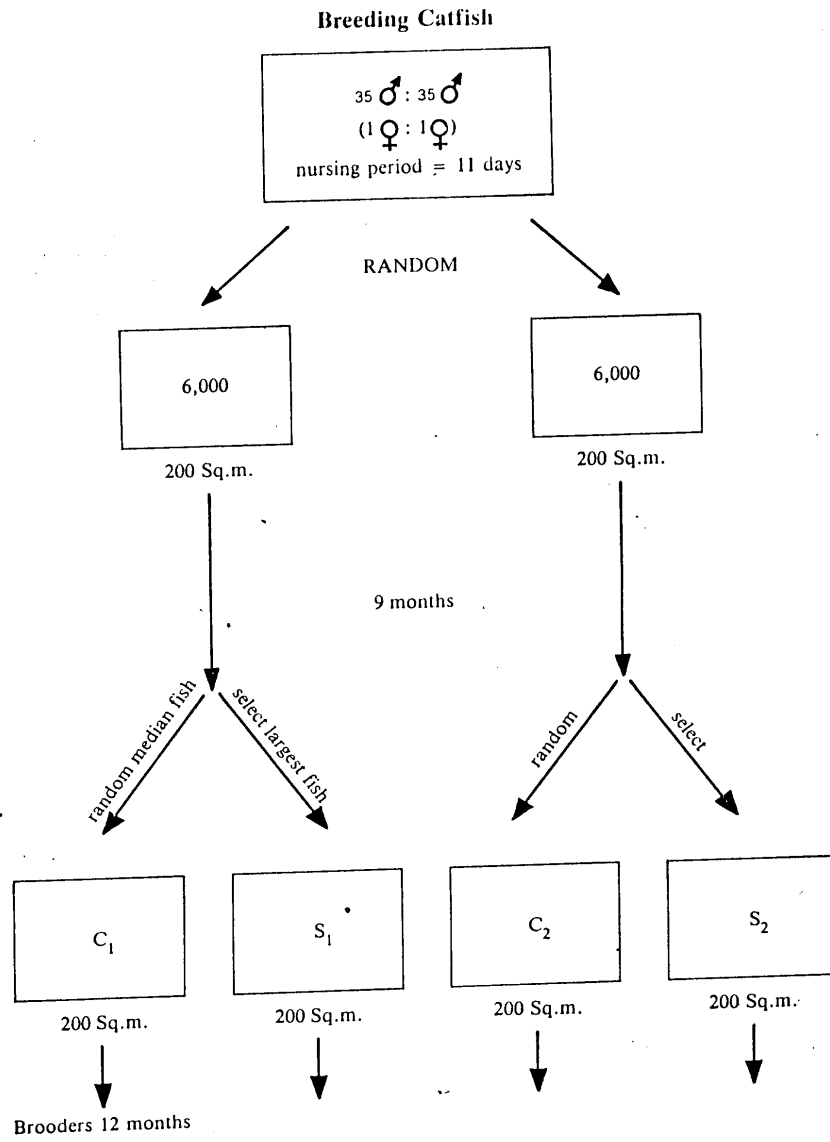 Breeding Catfish
35 ♂ : 35 ♂
(1 ♀ : 1 ♀)
nursing period = 11 days
RANDOM
6,000
6,000
200 Sq.m.
200 Sq.m.
9 months
random median fish
select largest fish
random
select
C₁
S₁
C₂
S₂
200 Sq.m.
200 Sq.m.
200 Sq.m.
200 Sq.m.
Brooders 12 months